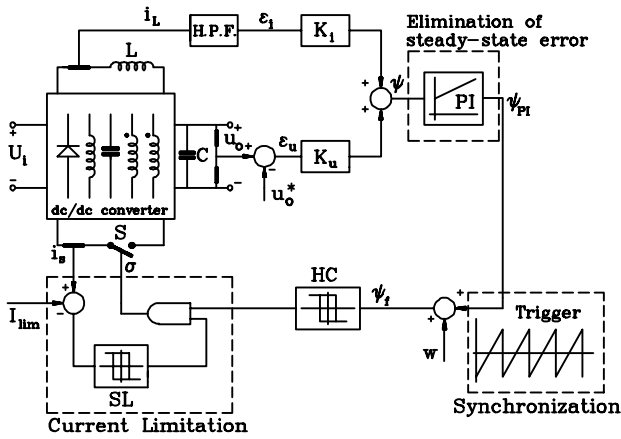 i_L
H.P.F.
ε_i
K_i
Elimination of
steady-state error
L
+
+
ψ
PI
ψ_PI
+
U_i
-
C
u_o
+
-
+
-
ε_u
K_u
u_o*
dc/dc converter
S
i_s
σ
+
-
I_lim
SL
Current Limitation
HC
ψ_f
+
+
w
Trigger
Synchronization